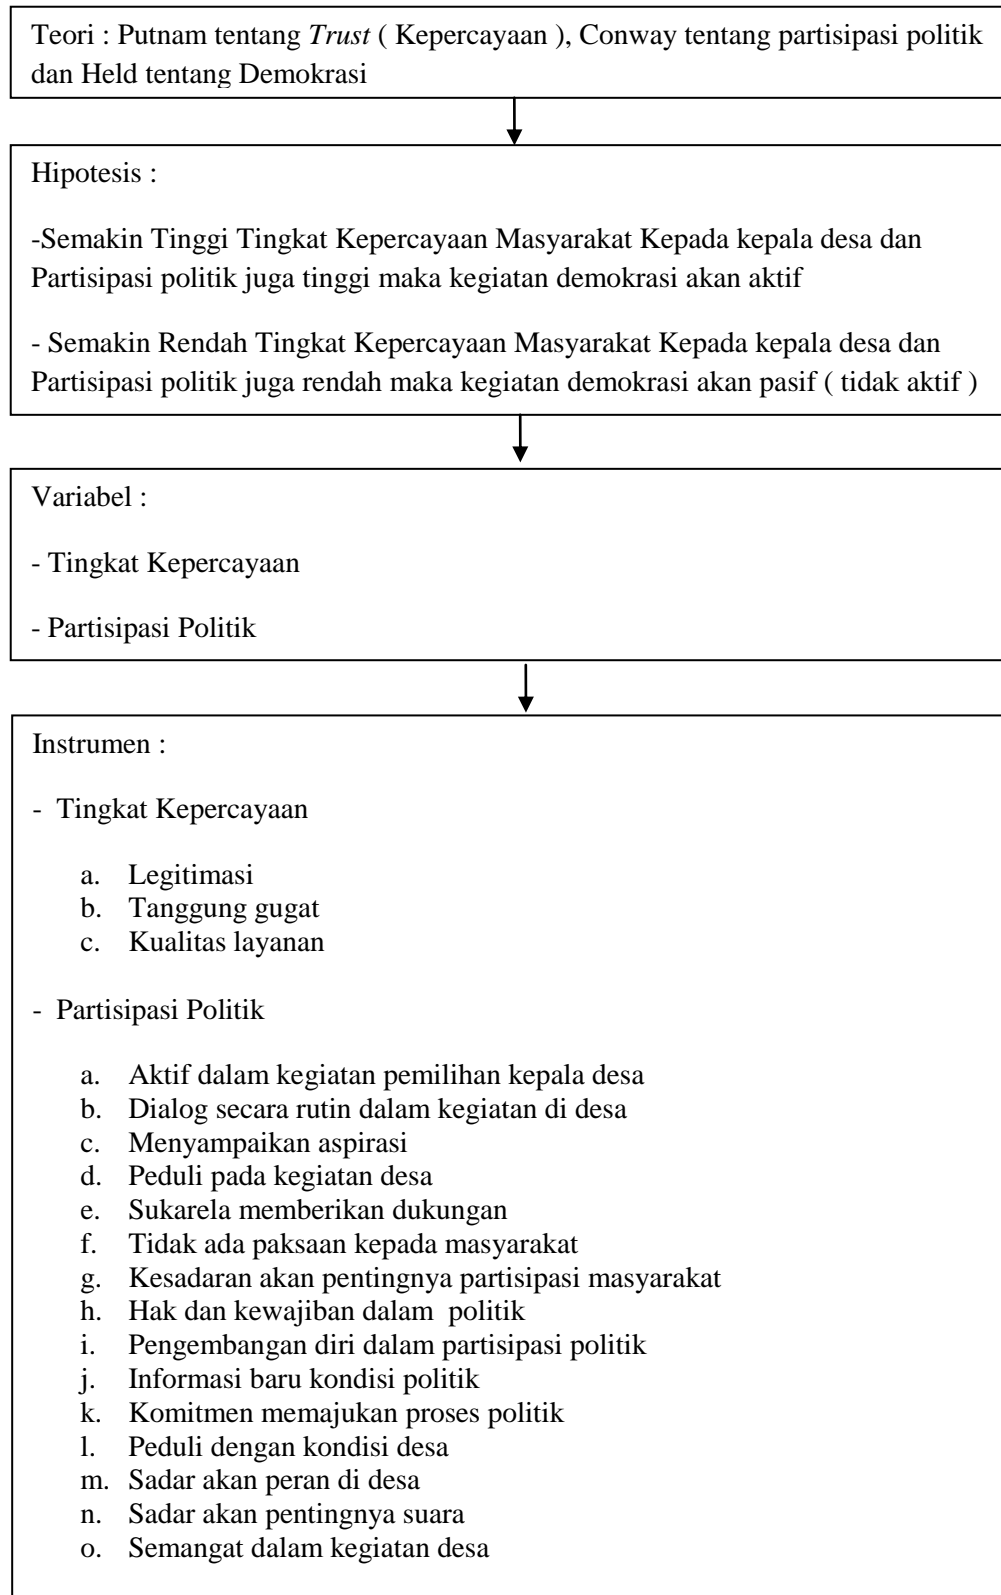 Teori : Putnam tentang Trust ( Kepercayaan ), Conway tentang partisipasi politik
dan Held tentang Demokrasi
Hipotesis :
-Semakin Tinggi Tingkat Kepercayaan Masyarakat Kepada kepala desa dan
Partisipasi politik juga tinggi maka kegiatan demokrasi akan aktif
- Semakin Rendah Tingkat Kepercayaan Masyarakat Kepada kepala desa dan
Partisipasi politik juga rendah maka kegiatan demokrasi akan pasif ( tidak aktif )
Variabel :
- Tingkat Kepercayaan
- Partisipasi Politik
Instrumen :
- Tingkat Kepercayaan
a. Legitimasi
b. Tanggung gugat
c. Kualitas layanan
- Partisipasi Politik
a. Aktif dalam kegiatan pemilihan kepala desa
b. Dialog secara rutin dalam kegiatan di desa
c. Menyampaikan aspirasi
d. Peduli pada kegiatan desa
e. Sukarela memberikan dukungan
f. Tidak ada paksaan kepada masyarakat
g. Kesadaran akan pentingnya partisipasi masyarakat
h. Hak dan kewajiban dalam politik
i. Pengembangan diri dalam partisipasi politik
j. Informasi baru kondisi politik
k. Komitmen memajukan proses politik
l. Peduli dengan kondisi desa
m. Sadar akan peran di desa
n. Sadar akan pentingnya suara
o. Semangat dalam kegiatan desa